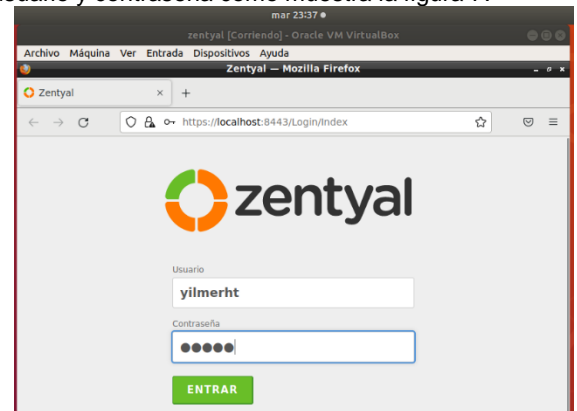 usuario y contraseña como muestra la figura
mar 23:37
zentyal [Corriendo] - Oracle VM VirtualBox
Archivo Máquina Ver Entrada Dispositivos Ayuda
Zentyal — Mozilla Firefox
Zentyal
https://localhost:8443/Login/Index
zentyal
Usuario
yilmerht
Contraseña
●●●●●
ENTRAR